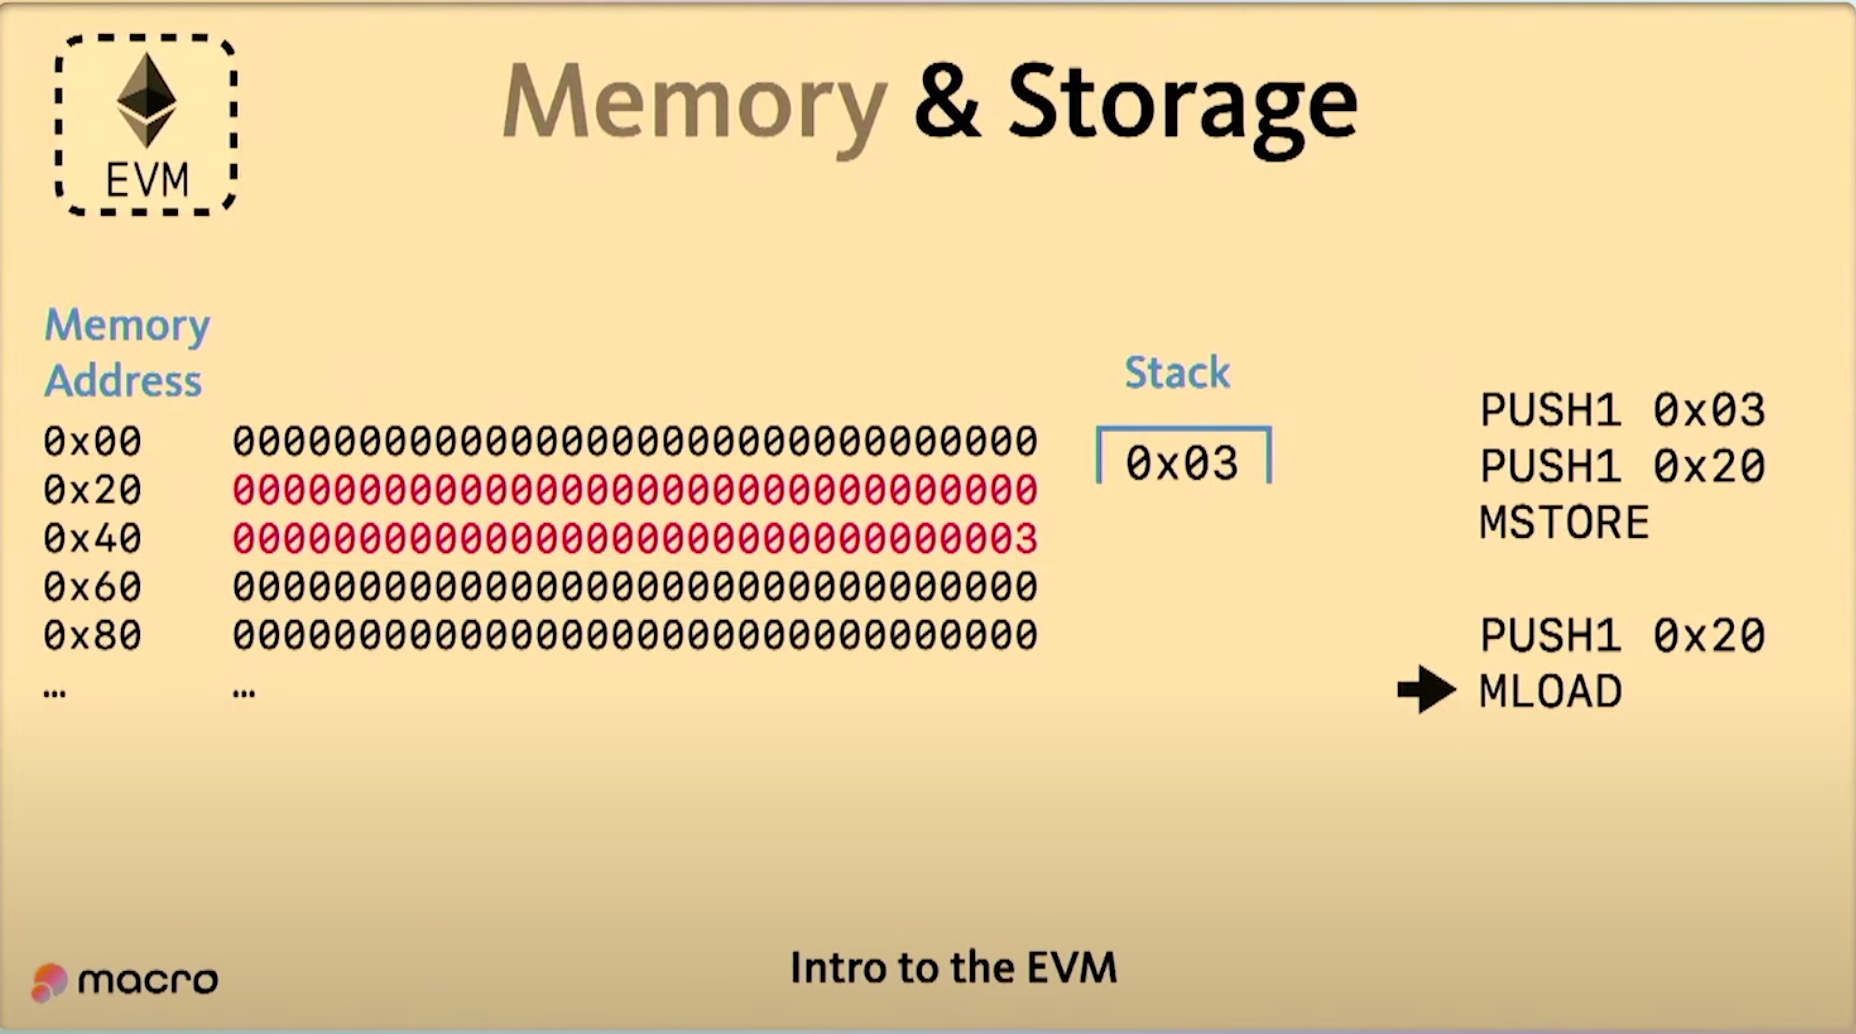 EVM
Memory & Storage
Memory
Address
Stack
0x00 00000000000000000000000000000000
0x20 00000000000000000000000000000000
0x40 00000000000000000000000000000003
0x60 00000000000000000000000000000000
0x80 00000000000000000000000000000000
... ...
0x03
PUSH1 0x03
PUSH1 0x20
MSTORE
PUSH1 0x20
MLOAD
macro
Intro to the EVM